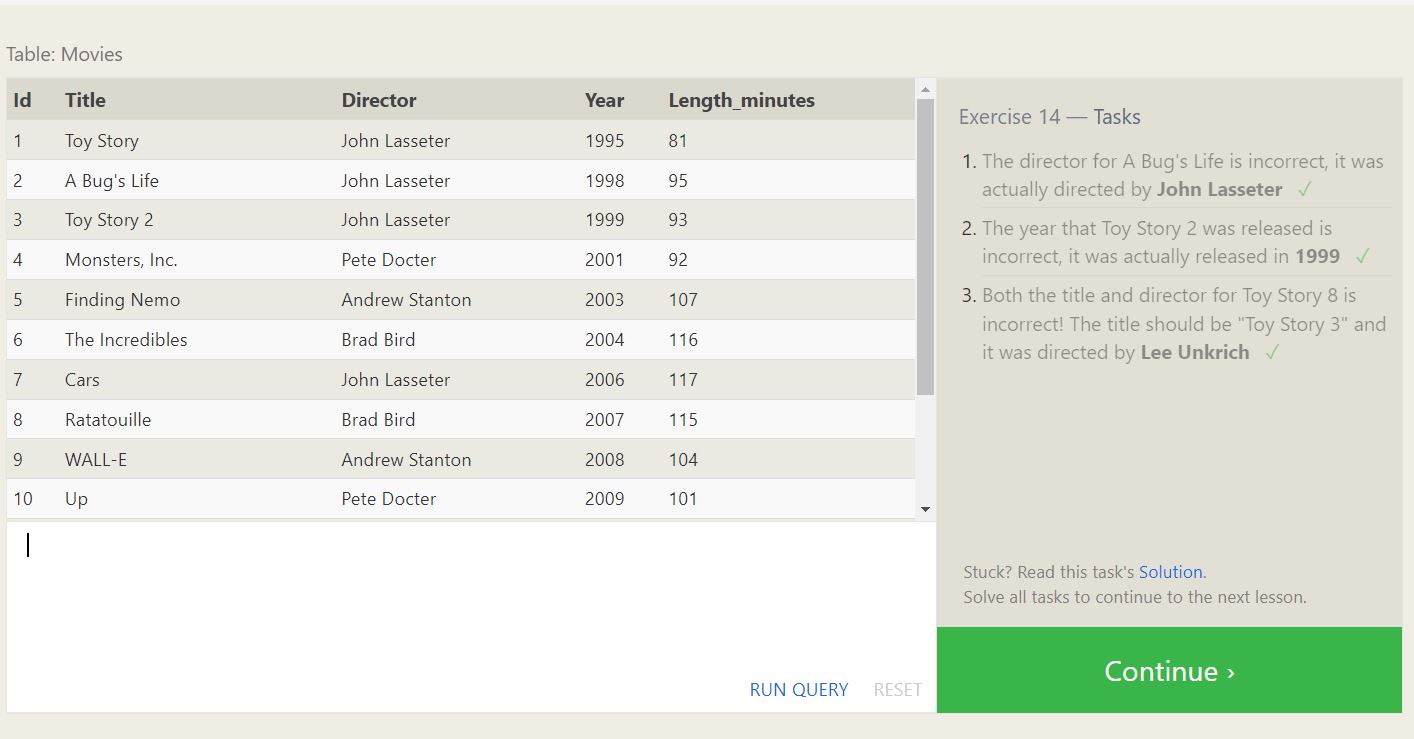 Table: Movies
Id Title Director Year Length_minutes
1 Toy Story John Lasseter 1995 81
2 A Bug's Life John Lasseter 1998 95
3 Toy Story 2 John Lasseter 1999 93
4 Monsters, Inc. Pete Docter 2001 92
5 Finding Nemo Andrew Stanton 2003 107
6 The Incredibles Brad Bird 2004 116
7 Cars John Lasseter 2006 117
8 Ratatouille Brad Bird 2007 115
9 WALL-E Andrew Stanton 2008 104
10 Up Pete Docter 2009 101
RUN QUERY RESET
Exercise 14 — Tasks
1. The director for A Bug's Life is incorrect, it was
actually directed by John Lasseter ✓
2. The year that Toy Story 2 was released is
incorrect, it was actually released in 1999 ✓
3. Both the title and director for Toy Story 8 is
incorrect! The title should be "Toy Story 3" and
it was directed by Lee Unkrich ✓
Stuck? Read this task's Solution.
Solve all tasks to continue to the next lesson.
Continue ›